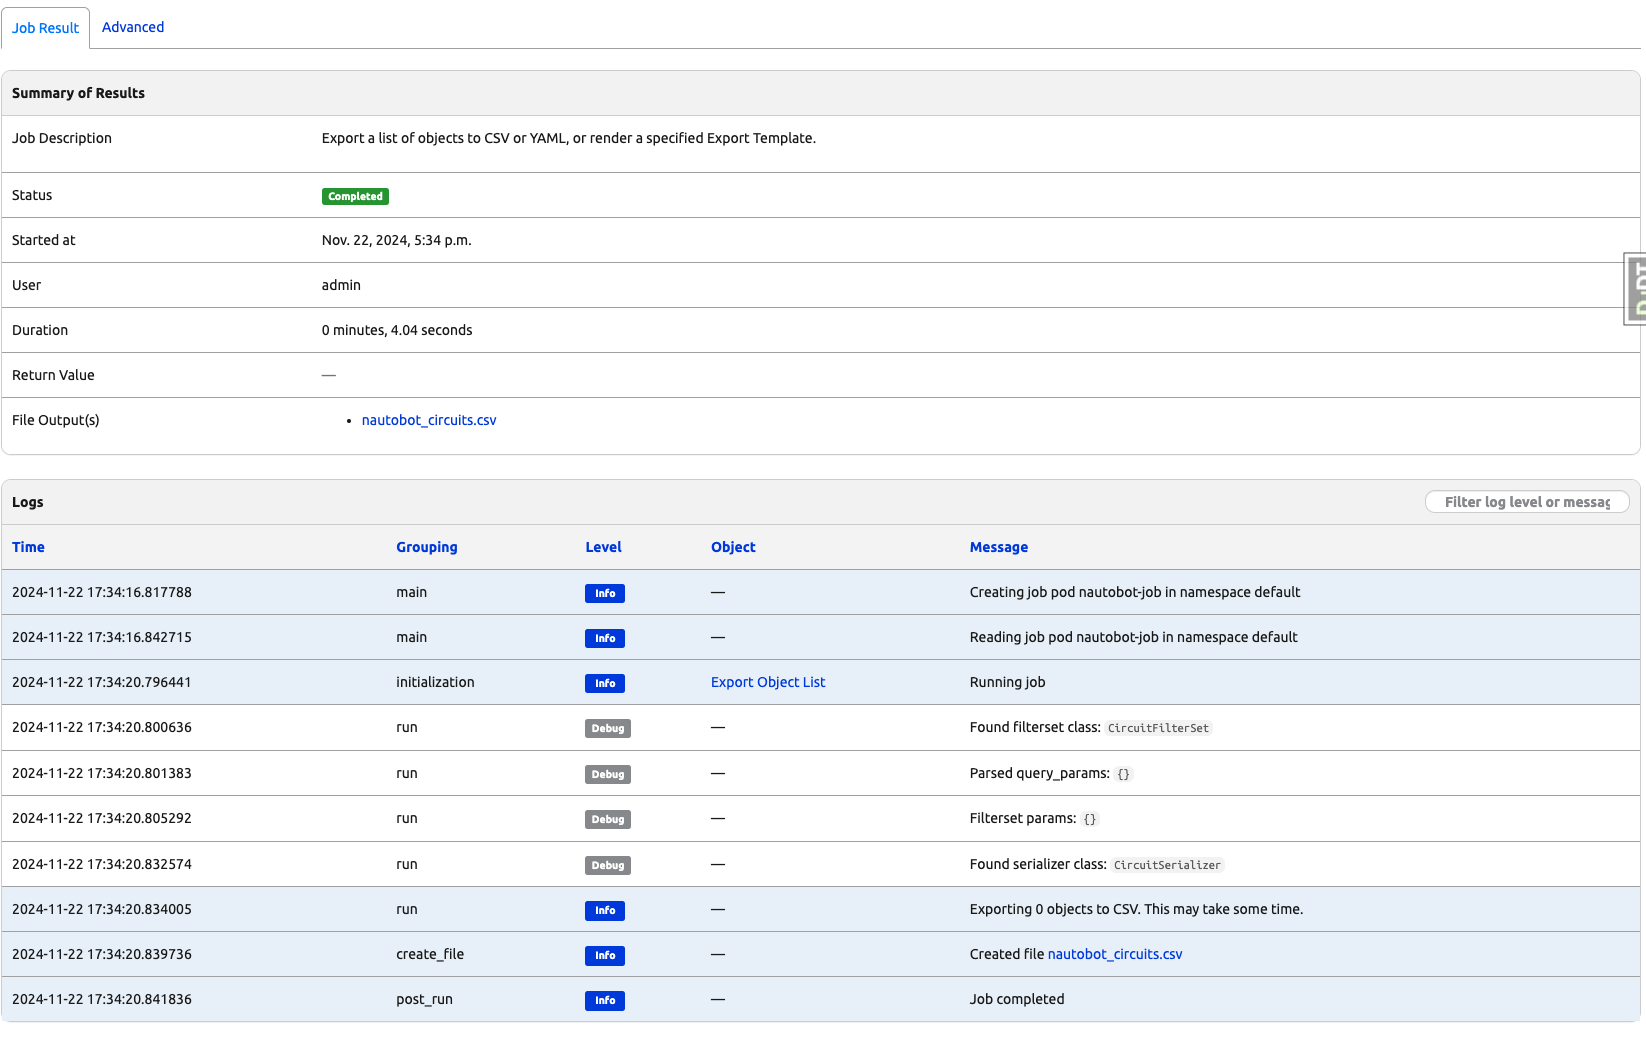 Job Result Advanced
Summary of Results
Job Description Export a list of objects to CSV or YAML, or render a specified Export Template.
Status Completed
Started at Nov. 22, 2024, 5:34 p.m.
User admin
Duration 0 minutes, 4.04 seconds
Return Value —
File Output(s) • nautobot_circuits.csv
Logs Filter log level or messag
Time Grouping Level Object Message
2024-11-22 17:34:16.817788 main Info — Creating job pod nautobot-job in namespace default
2024-11-22 17:34:16.842715 main Info — Reading job pod nautobot-job in namespace default
2024-11-22 17:34:20.796441 initialization Info Export Object List Running job
2024-11-22 17:34:20.800636 run Debug — Found filterset class: CircuitFilterSet
2024-11-22 17:34:20.801383 run Debug — Parsed query_params: {}
2024-11-22 17:34:20.805292 run Debug — Filterset params: {}
2024-11-22 17:34:20.832574 run Debug — Found serializer class: CircuitSerializer
2024-11-22 17:34:20.834005 run Info — Exporting 0 objects to CSV. This may take some time.
2024-11-22 17:34:20.839736 create_file Info — Created file nautobot_circuits.csv
2024-11-22 17:34:20.841836 post_run Info — Job completed